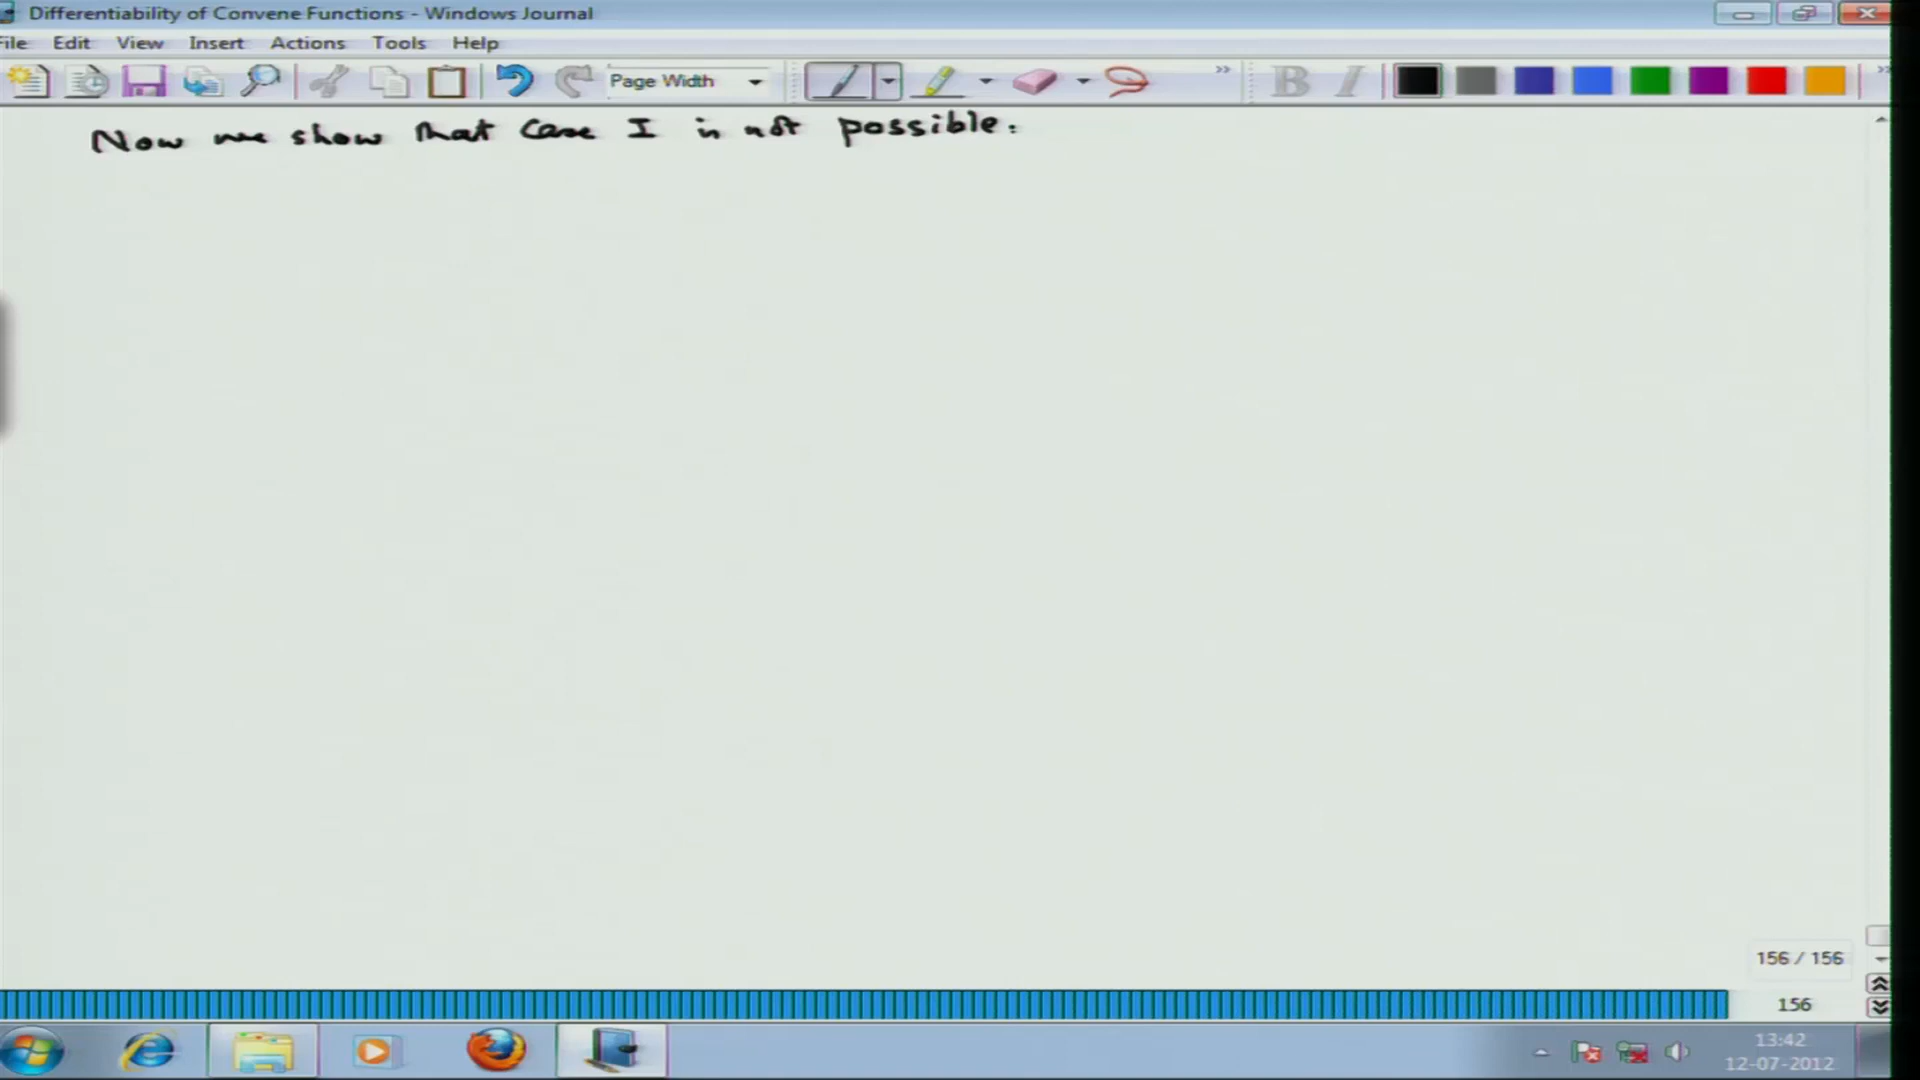 Differentiability of Convene Functions - Windows Journal
File Edit View Insert Actions Tools Help
Page Width
B I
Now we show that Case I is not possible.
156 / 156
156
13:42
12-07-2012